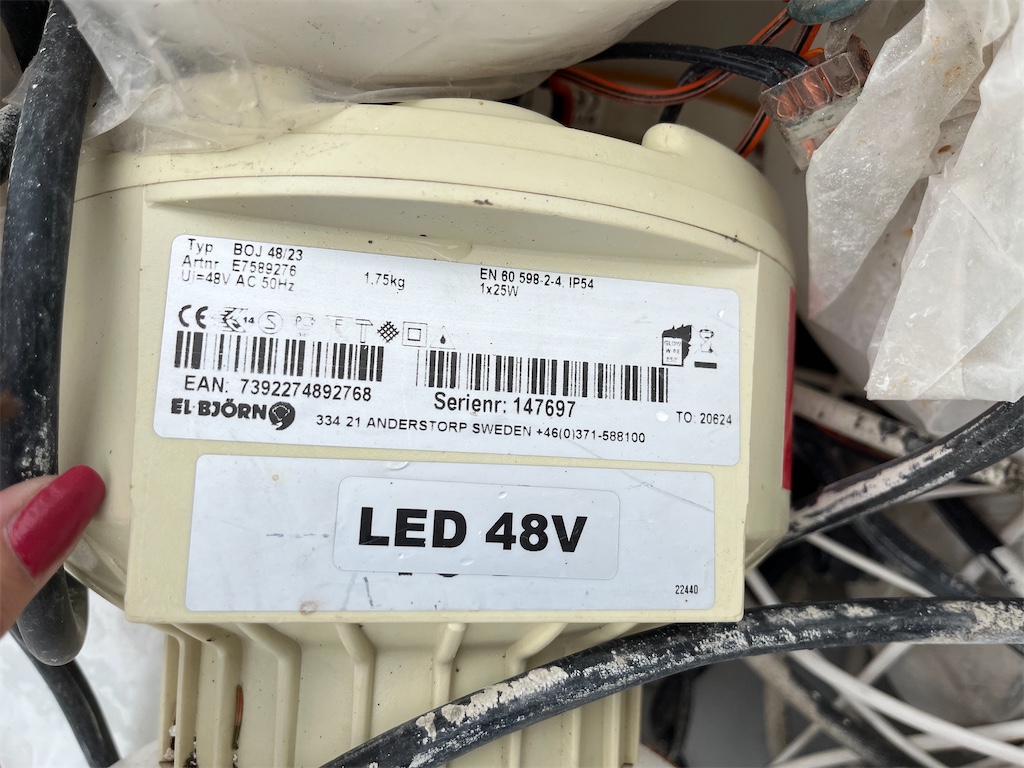 Typ BOJ 48/23
Artnr E7589276
Ui=48V AC 50Hz
1,75kg
EN 60 598-2-4, IP54
1x25W
CE 14 S
EAN: 7392274892768
Serienr: 147697
TO: 20624
EL·BJÖRN
334 21 ANDERSTORP SWEDEN +46(0)371-588100
LED 48V
22440